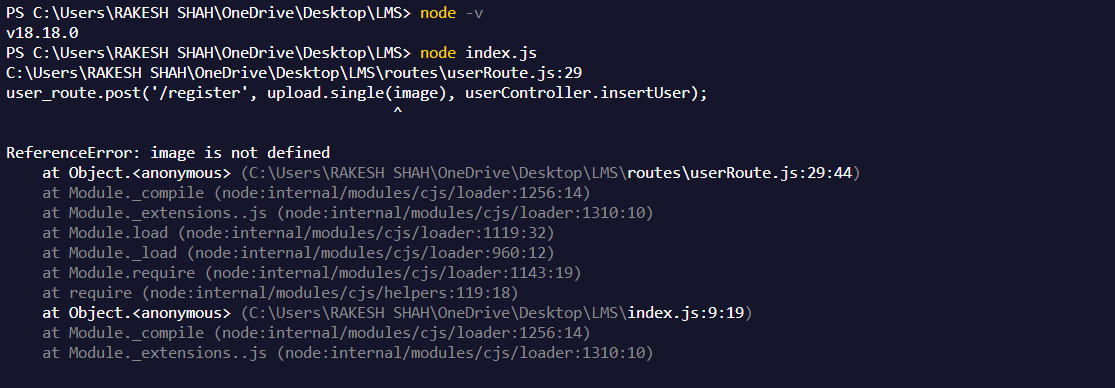 PS C:\Users\RAKESH SHAH\OneDrive\Desktop\LMS> node -v
v18.18.0
PS C:\Users\RAKESH SHAH\OneDrive\Desktop\LMS> node index.js
C:\Users\RAKESH SHAH\OneDrive\Desktop\LMS\routes\userRoute.js:29
user_route.post('/register', upload.single(image), userController.insertUser);
^
ReferenceError: image is not defined
at Object.<anonymous> (C:\Users\RAKESH SHAH\OneDrive\Desktop\LMS\routes\userRoute.js:29:44)
at Module._compile (node:internal/modules/cjs/loader:1256:14)
at Module._extensions..js (node:internal/modules/cjs/loader:1310:10)
at Module.load (node:internal/modules/cjs/loader:1119:32)
at Module._load (node:internal/modules/cjs/loader:960:12)
at Module.require (node:internal/modules/cjs/loader:1143:19)
at require (node:internal/modules/cjs/helpers:119:18)
at Object.<anonymous> (C:\Users\RAKESH SHAH\OneDrive\Desktop\LMS\index.js:9:19)
at Module._compile (node:internal/modules/cjs/loader:1256:14)
at Module._extensions..js (node:internal/modules/cjs/loader:1310:10)